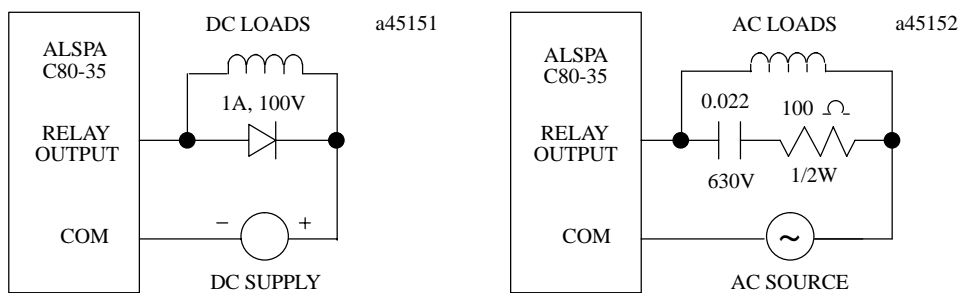 DC LOADS
a45151
ALSPA
C80-35
1A, 100V
RELAY
OUTPUT
COM
− +
DC SUPPLY
AC LOADS
a45152
ALSPA
C80-35
0.022
100 Ω
RELAY
OUTPUT
630V
1/2W
COM
~
AC SOURCE